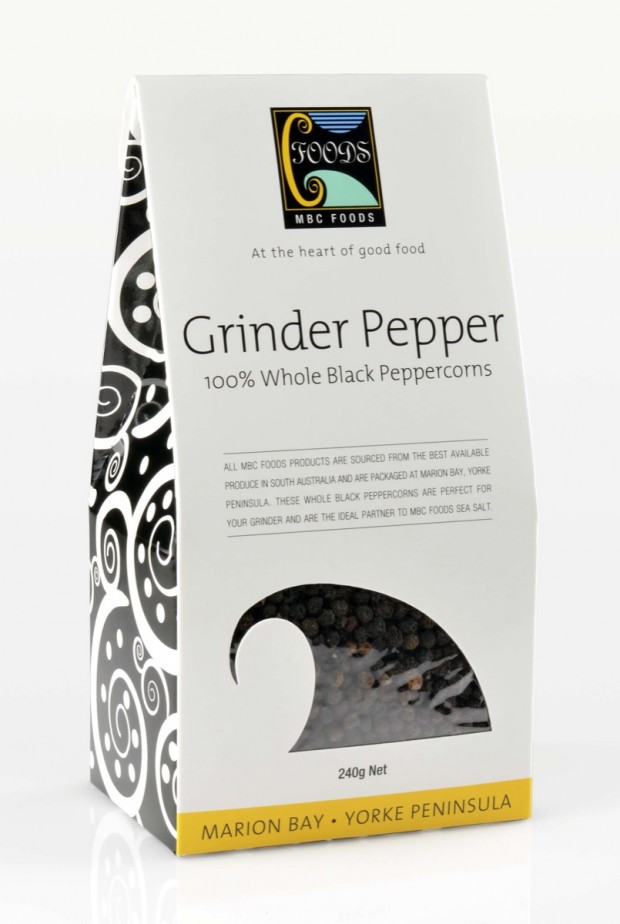 FOODS
MBC FOODS
At the heart of good food
Grinder Pepper
100% Whole Black Peppercorns
ALL MBC FOODS PRODUCTS ARE SOURCED FROM THE BEST AVAILABLE
PRODUCE IN SOUTH AUSTRALIA AND ARE PACKAGED AT MARION BAY, YORKE
PENINSULA. THESE WHOLE BLACK PEPPERCORNS ARE PERFECT FOR
YOUR GRINDER AND ARE THE IDEAL PARTNER TO MBC FOODS SEA SALT.
240g Net
MARION BAY • YORKE PENINSULA